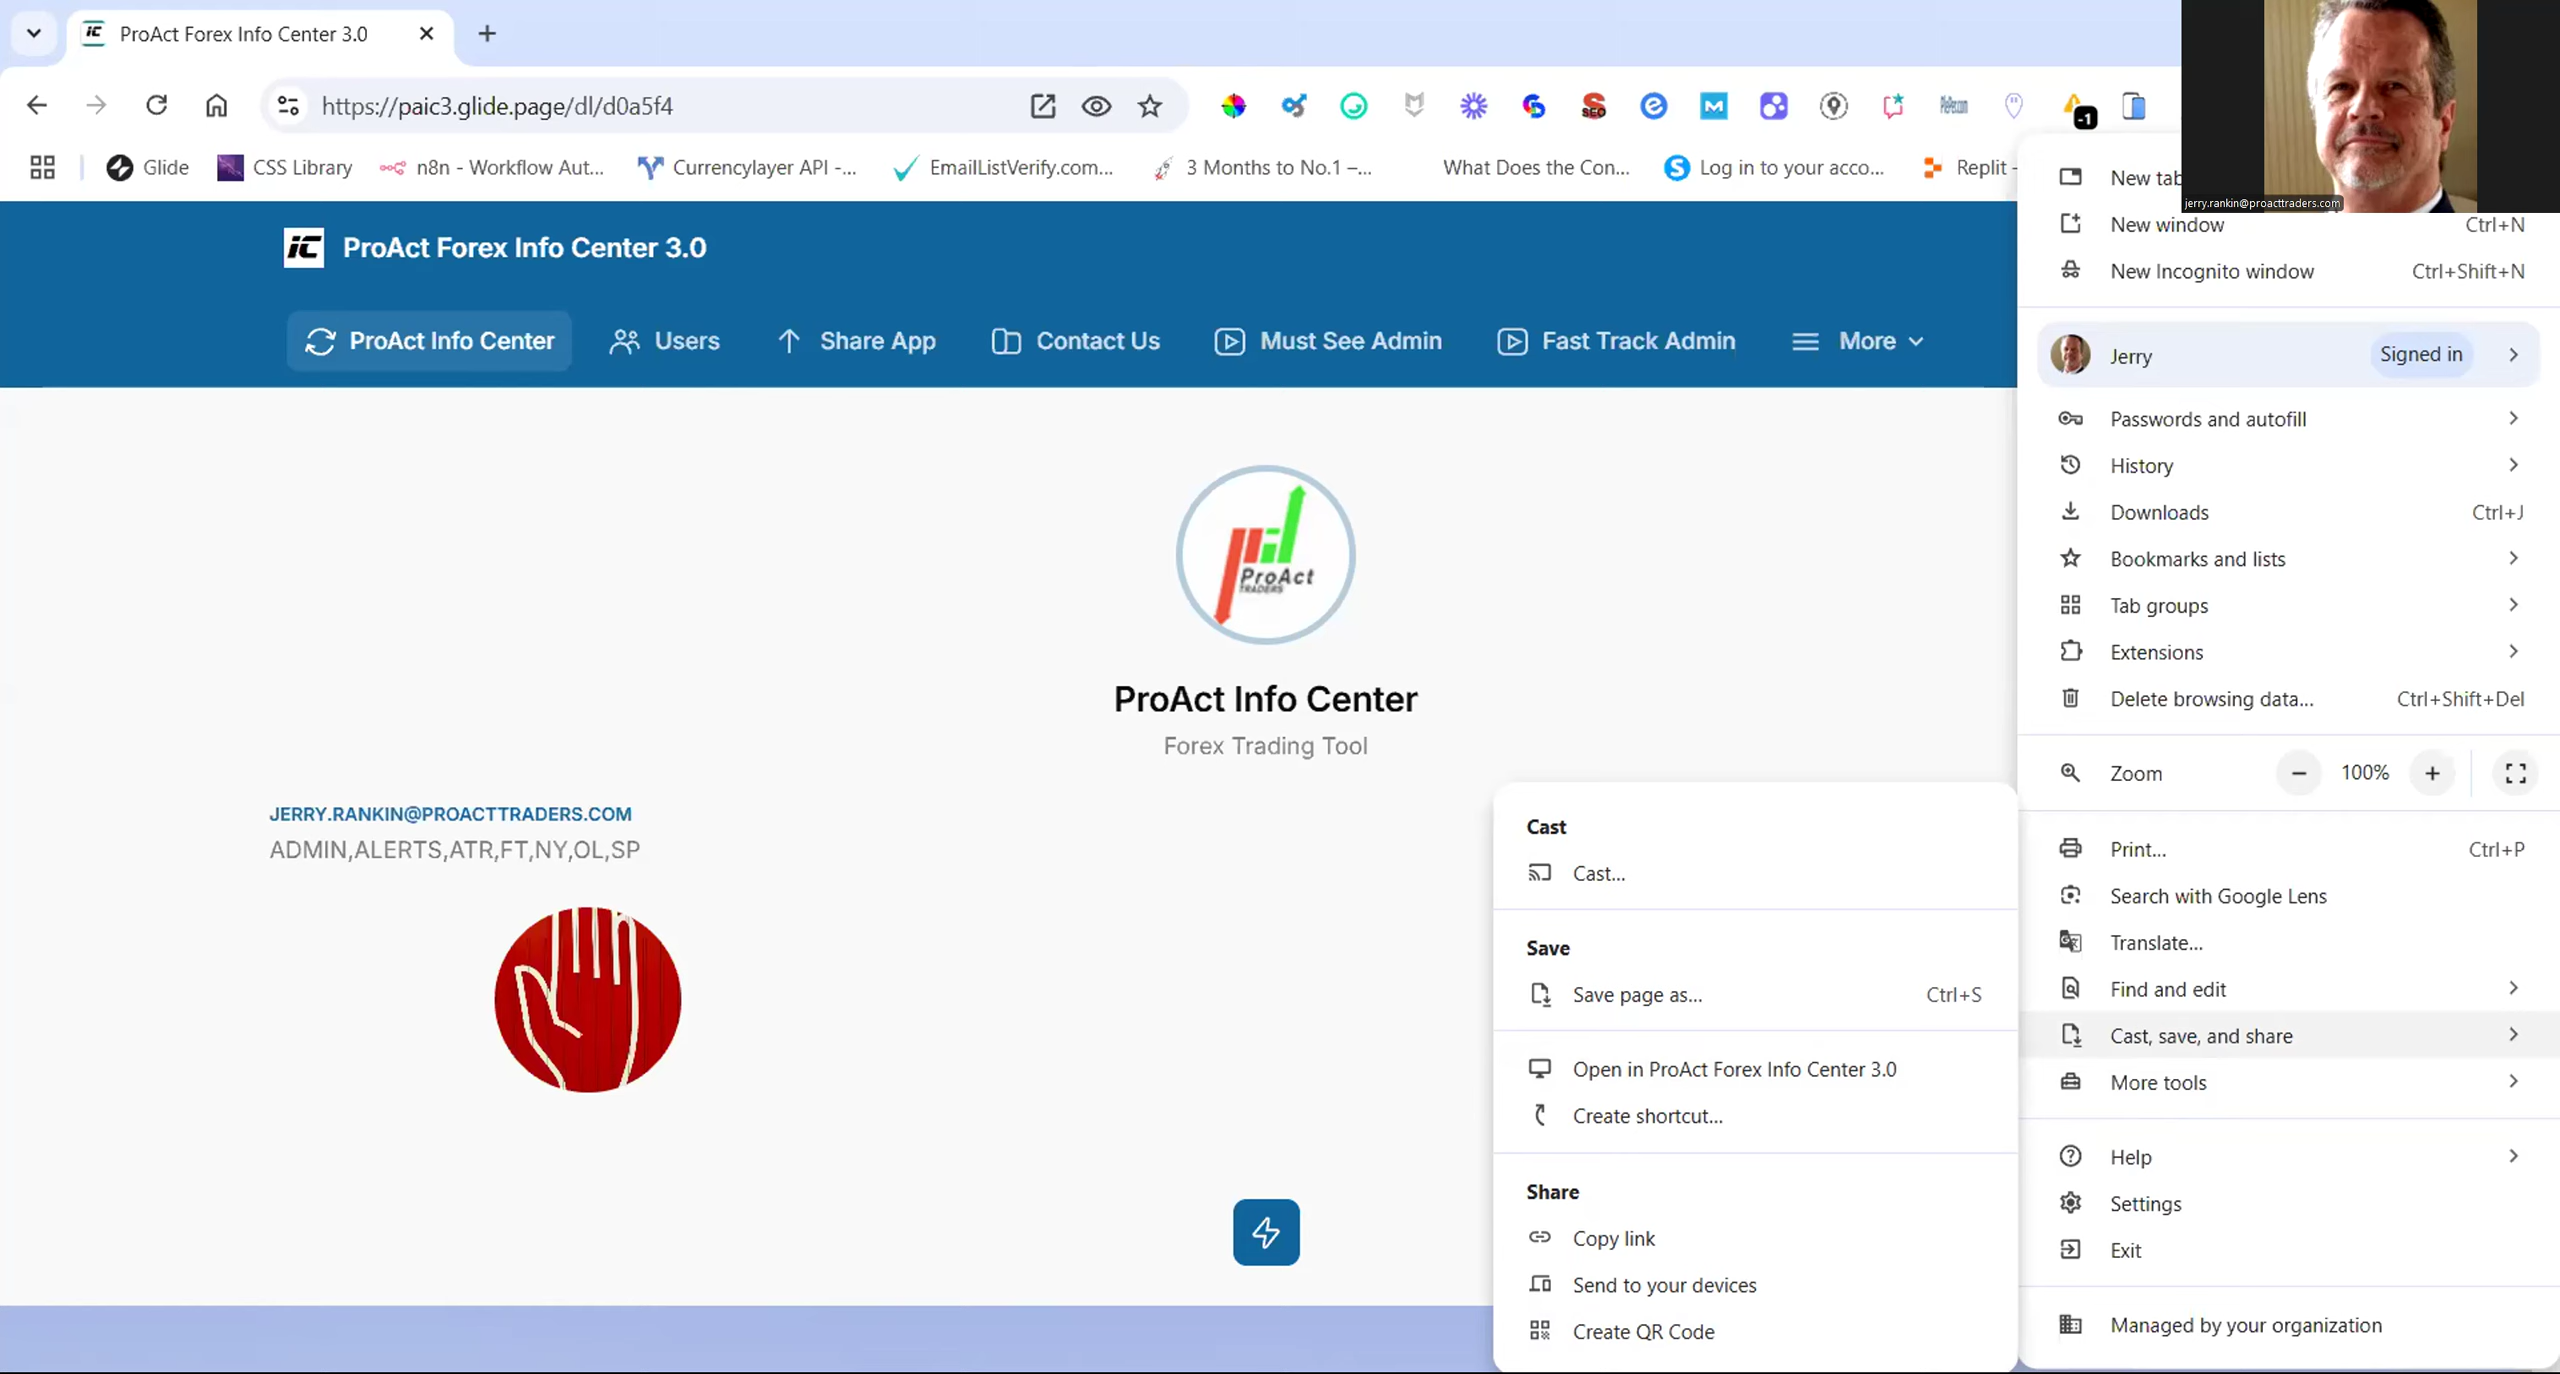 ProAct Forex Info Center 3.0
https://paic3.glide.page/dl/d0a5f4
SEO
-1
Glide
CSS Library
n8n - Workflow Aut...
Currencylayer API -...
EmailListVerify.com...
3 Months to No.1 –...
What Does the Con...
Log in to your acco...
Replit -
jerry.rankin@proacttraders.com
iC ProAct Forex Info Center 3.0
ProAct Info Center
Users
Share App
Contact Us
Must See Admin
Fast Track Admin
More
ProAct
TRADERS
ProAct Info Center
Forex Trading Tool
JERRY.RANKIN@PROACTTRADERS.COM
ADMIN,ALERTS,ATR,FT,NY,OL,SP
Cast
Cast...
Save
Save page as... Ctrl+S
Open in ProAct Forex Info Center 3.0
Create shortcut...
Share
Copy link
Send to your devices
Create QR Code
New tab
New window Ctrl+N
New Incognito window Ctrl+Shift+N
Jerry Signed in
Passwords and autofill
History
Downloads Ctrl+J
Bookmarks and lists
Tab groups
Extensions
Delete browsing data... Ctrl+Shift+Del
Zoom 100%
Print... Ctrl+P
Search with Google Lens
Translate...
Find and edit
Cast, save, and share
More tools
Help
Settings
Exit
Managed by your organization